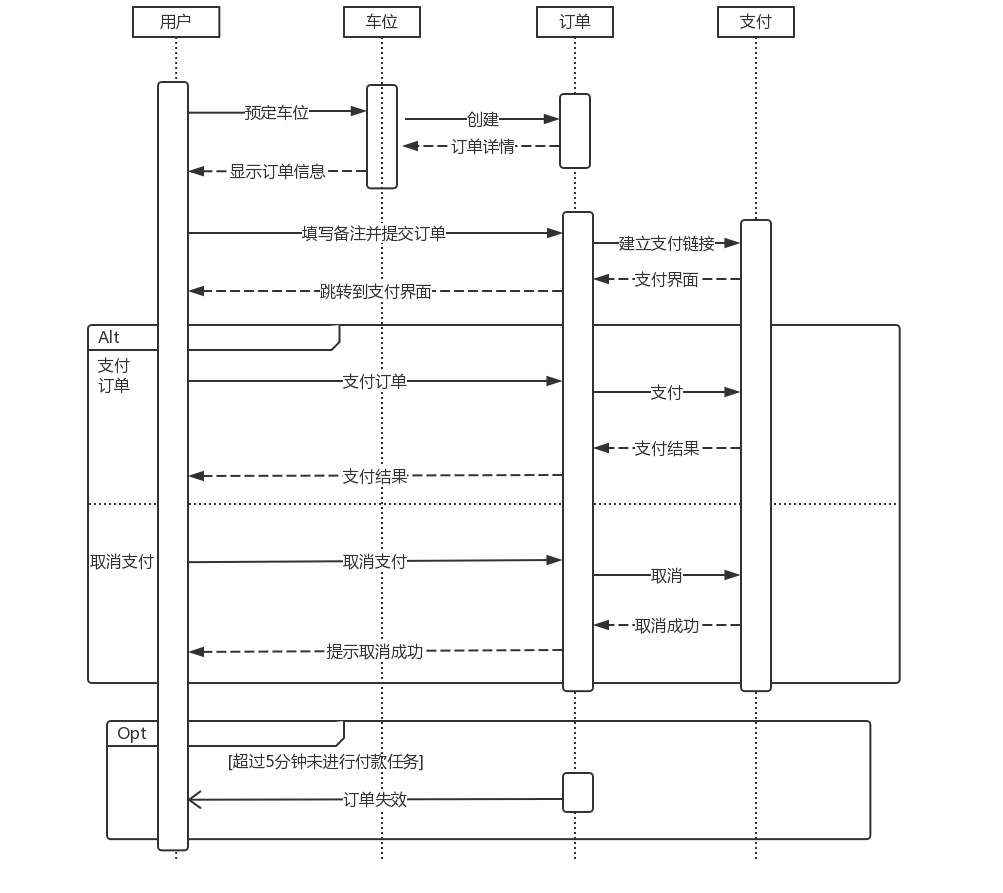 用户
车位
订单
支付
预定车位
创建
订单详情
显示订单信息
填写备注并提交订单
建立支付链接
支付界面
跳转到支付界面
Alt
支付
订单
支付订单
支付
支付结果
支付结果
取消支付
取消支付
取消
取消成功
提示取消成功
Opt
[超过5分钟未进行付款任务]
订单失效